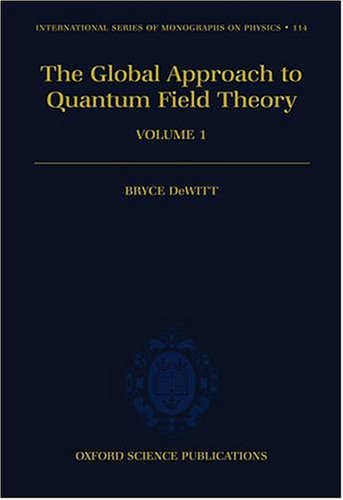 INTERNATIONAL SERIES OF MONOGRAPHS ON PHYSICS • 114
The Global Approach to
Quantum Field Theory
VOLUME 1
BRYCE DeWITT
OXFORD SCIENCE PUBLICATIONS